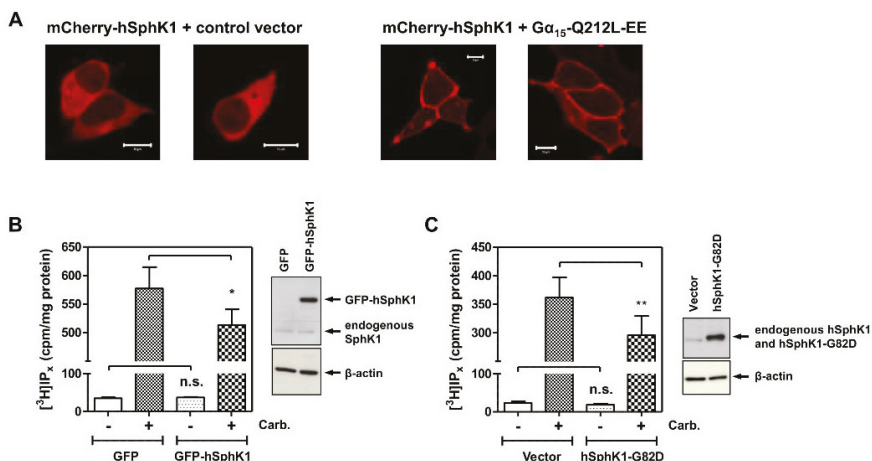 A
mCherry-hSphK1 + control vector
mCherry-hSphK1 + Gα15-Q212L-EE
B
[³H]IPx (cpm/mg protein)
650
600
550
500
100
50
0
*
n.s.
- + - + Carb.
GFP GFP-hSphK1
GFP
GFP-hSphK1
GFP-hSphK1
endogenous
SphK1
β-actin
C
[³H]IPx (cpm/mg protein)
450
400
350
300
250
100
50
0
**
n.s.
- + - + Carb.
Vector hSphK1-G82D
Vector
hSphK1-G82D
endogenous hSphK1
and hSphK1-G82D
β-actin